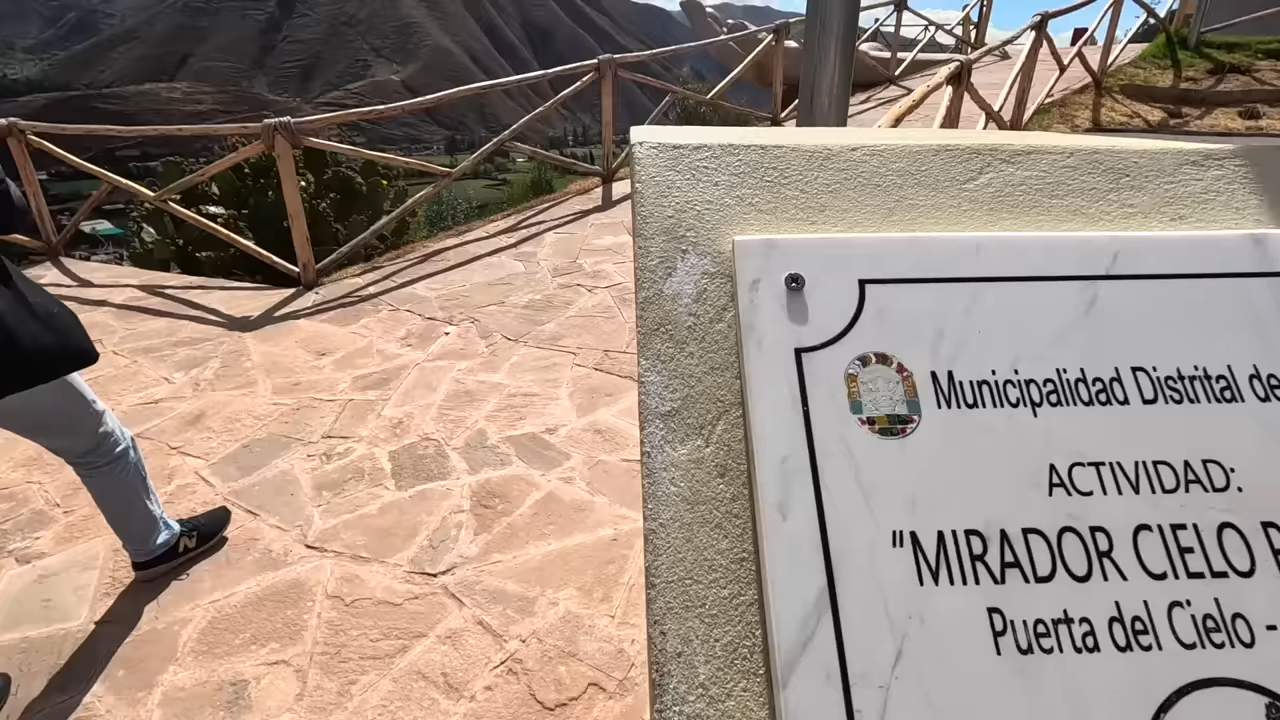 Municipalidad Distrital de
ACTIVIDAD:
"MIRADOR CIELO
Puerta del Cielo -
N